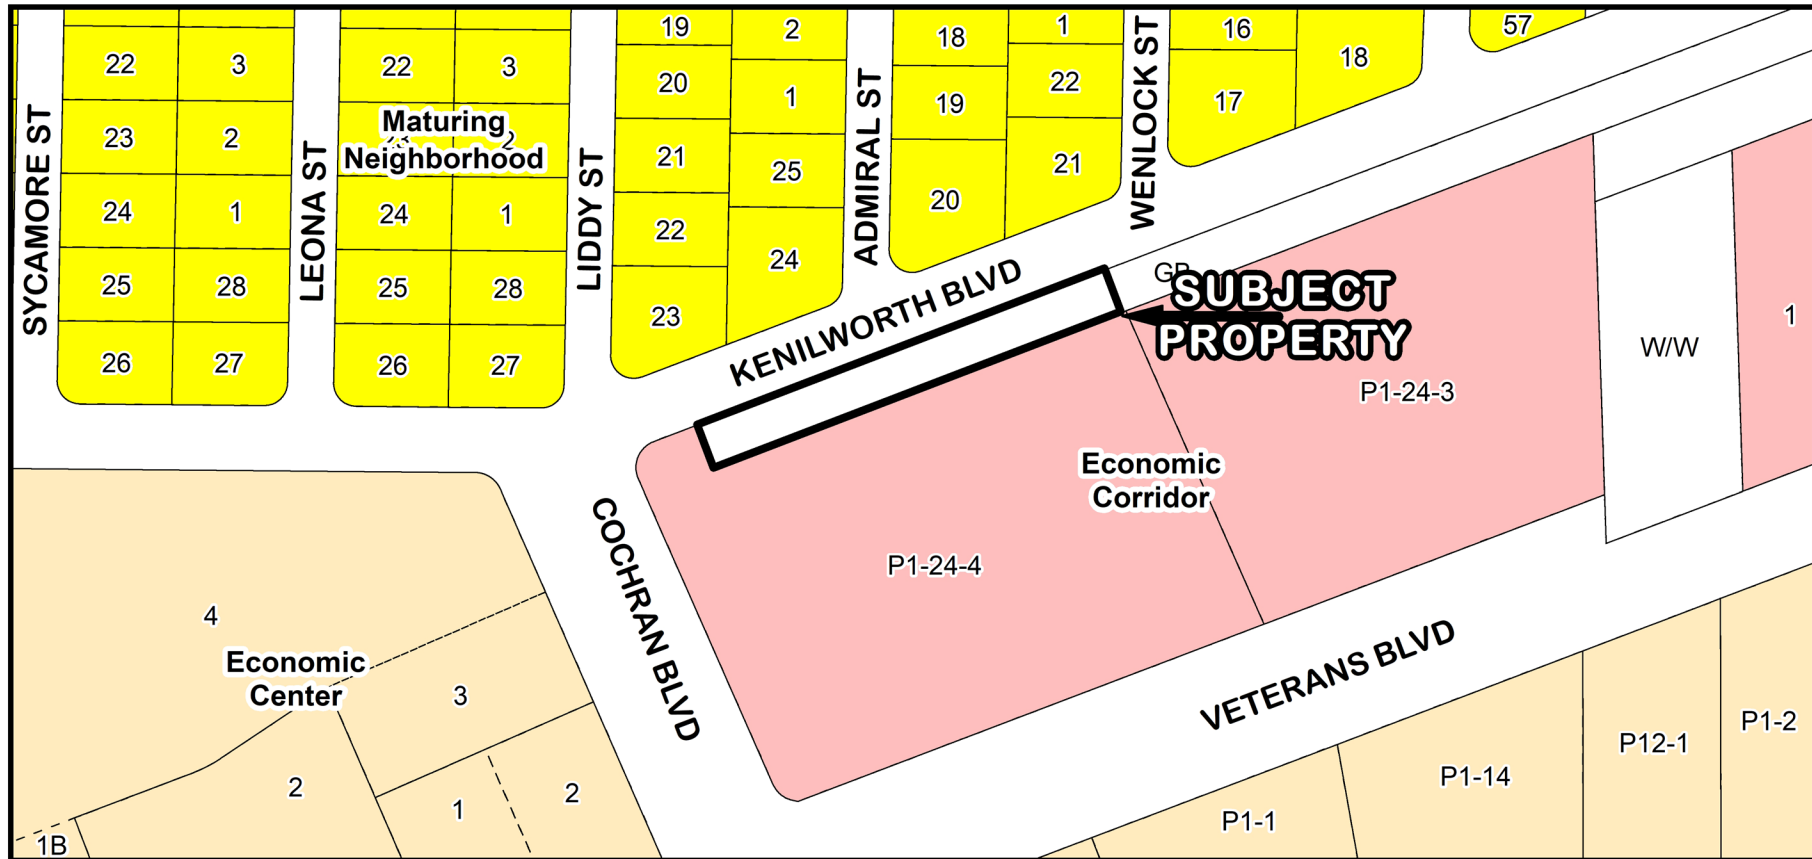 19
2
18
1
16
18
57
22
3
22
3
20
1
19
22
17
Maturing
Neighborhood
23
2
23
2
21
25
20
21
24
1
24
1
22
24
25
28
25
28
23
26
27
26
27
SYCAMORE ST
LEONA ST
LIDDY ST
ADMIRAL ST
WENLOCK ST
KENILWORTH BLVD
SUBJECT
PROPERTY
P1-24-3
W/W
1
Economic
Corridor
P1-24-4
COCHRAN BLVD
VETERANS BLVD
4
Economic
Center
3
2
1
2
1B
P1-1
P1-14
P12-1
P1-2